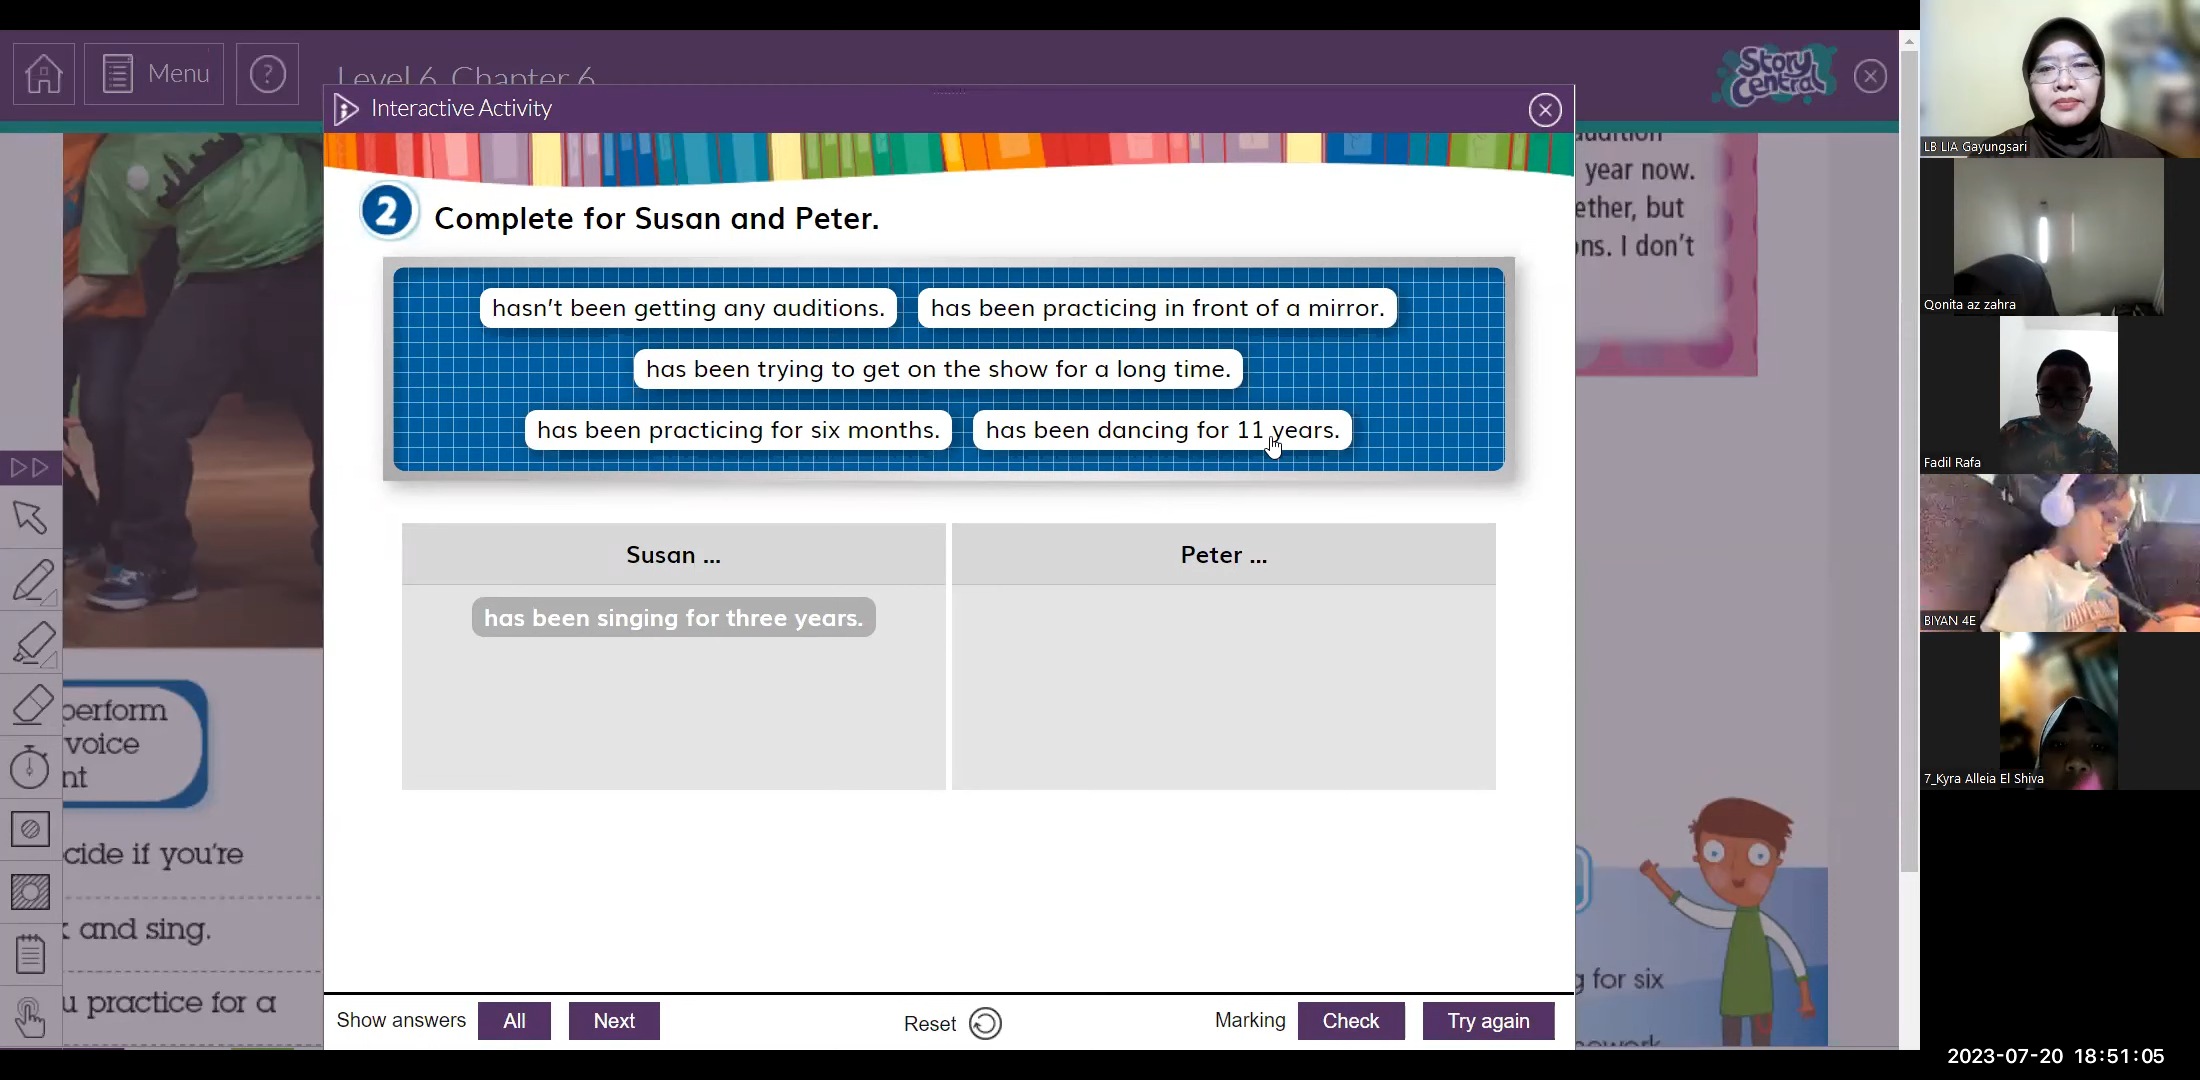 Menu
?
Level 6, Chapter 6
Story
Central
Interactive Activity
2 Complete for Susan and Peter.
hasn't been getting any auditions.
has been practicing in front of a mirror.
has been trying to get on the show for a long time.
has been practicing for six months.
has been dancing for 11 years.
Susan ...
Peter ...
has been singing for three years.
Show answers
All
Next
Reset
Marking
Check
Try again
audition
year now.
ether, but
ns. I don't
perform
voice
nt
cide if you're
and sing.
u practice for a
g for six
LB LIA Gayungsari
Qonita az zahra
Fadil Rafa
BIYAN 4E
7_Kyra Alleia El Shiva
2023-07-20 18:51:05